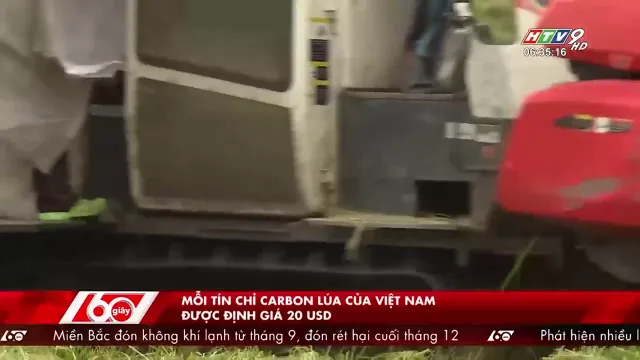 HTV9
HD
06:35:16
60 giây
MỖI TÍN CHỈ CARBON LÚA CỦA VIỆT NAM
ĐƯỢC ĐỊNH GIÁ 20 USD
60 Miền Bắc đón không khí lạnh từ tháng 9, đón rét hại cuối tháng 12 60 Phát hiện nhiều l